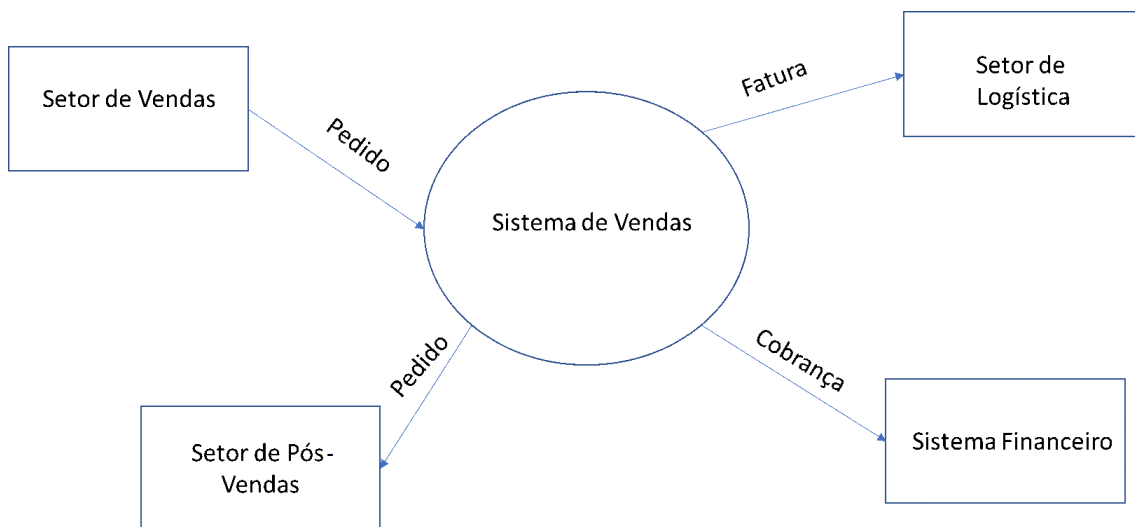 Setor de Vendas
Pedido
Fatura
Setor de
Logística
Sistema de Vendas
Pedido
Cobrança
Setor de Pós-
Vendas
Sistema Financeiro